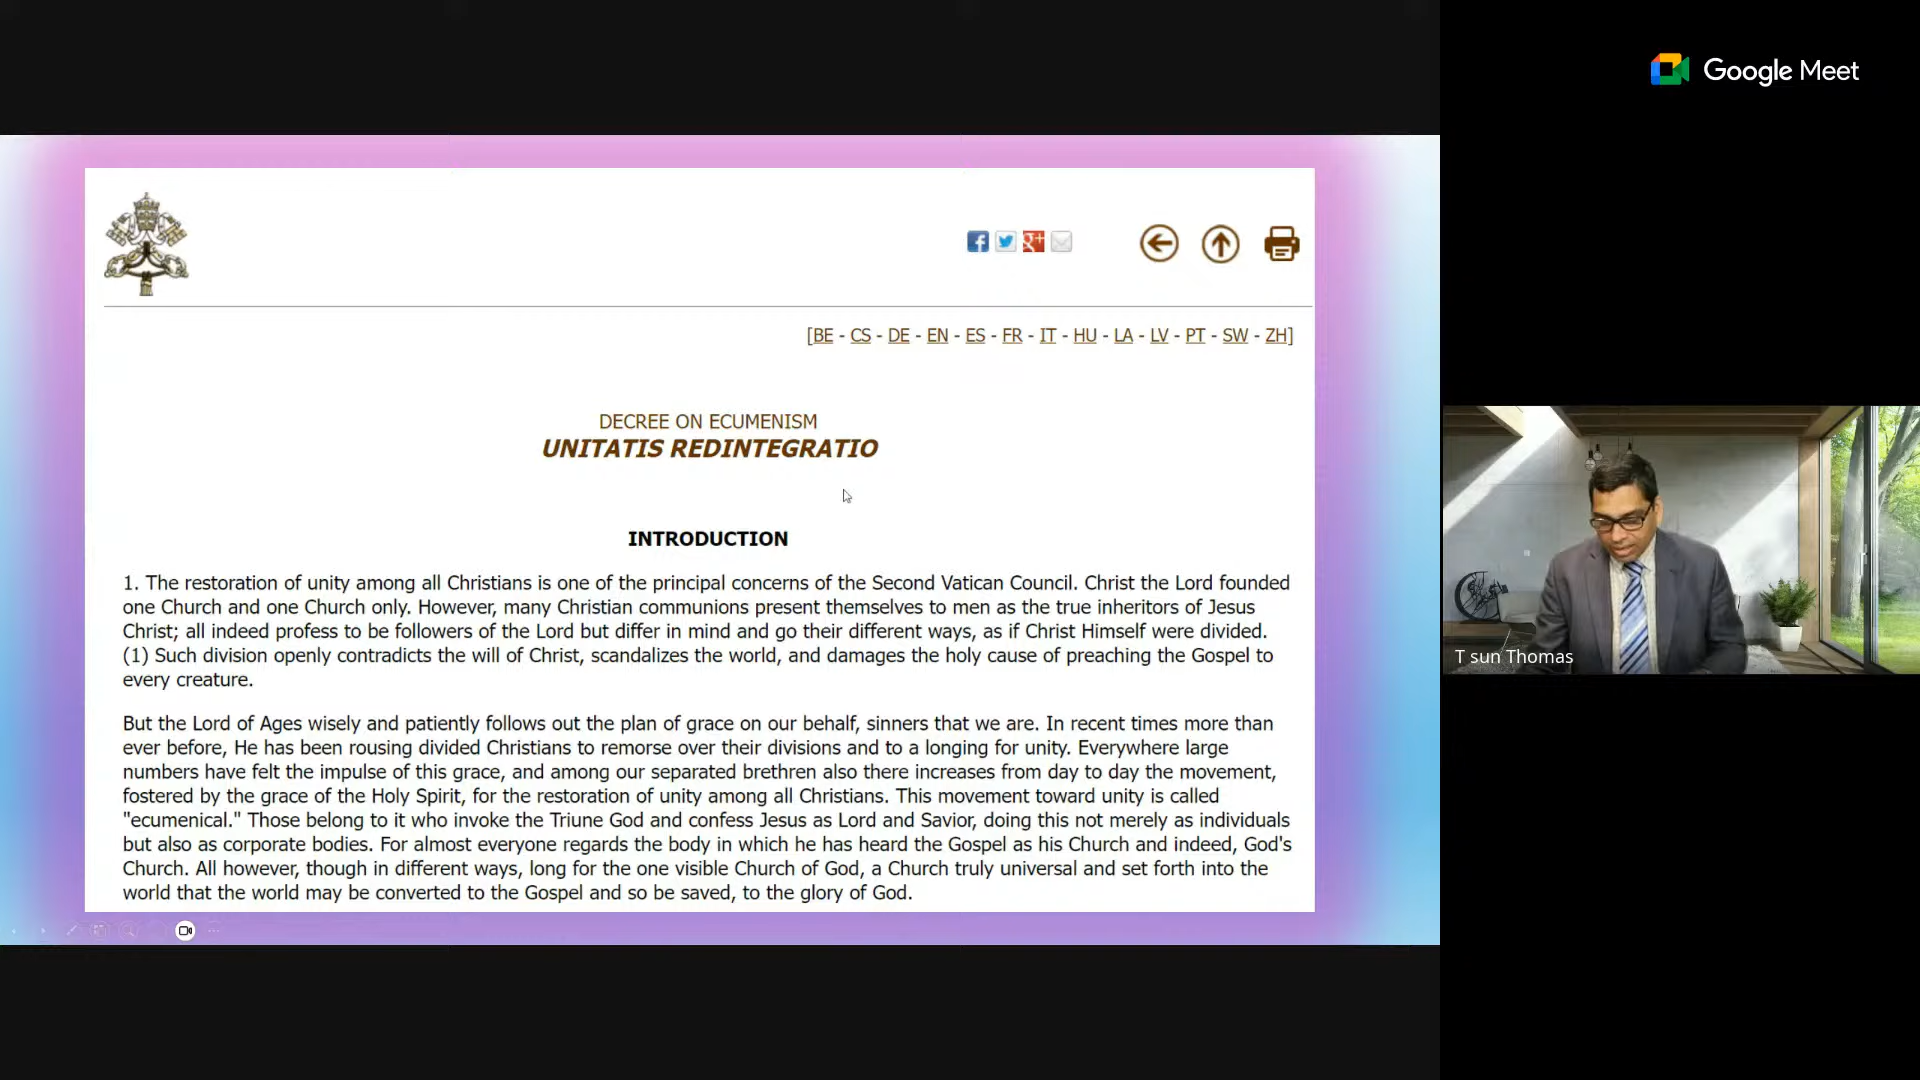 Google Meet
[BE - CS - DE - EN - ES - FR - IT - HU - LA - LV - PT - SW - ZH]
DECREE ON ECUMENISM
UNITATIS REDINTEGRATIO
INTRODUCTION
1. The restoration of unity among all Christians is one of the principal concerns of the Second Vatican Council. Christ the Lord founded
one Church and one Church only. However, many Christian communions present themselves to men as the true inheritors of Jesus
Christ; all indeed profess to be followers of the Lord but differ in mind and go their different ways, as if Christ Himself were divided.
(1) Such division openly contradicts the will of Christ, scandalizes the world, and damages the holy cause of preaching the Gospel to
every creature.
But the Lord of Ages wisely and patiently follows out the plan of grace on our behalf, sinners that we are. In recent times more than
ever before, He has been rousing divided Christians to remorse over their divisions and to a longing for unity. Everywhere large
numbers have felt the impulse of this grace, and among our separated brethren also there increases from day to day the movement,
fostered by the grace of the Holy Spirit, for the restoration of unity among all Christians. This movement toward unity is called
"ecumenical." Those belong to it who invoke the Triune God and confess Jesus as Lord and Savior, doing this not merely as individuals
but also as corporate bodies. For almost everyone regards the body in which he has heard the Gospel as his Church and indeed, God's
Church. All however, though in different ways, long for the one visible Church of God, a Church truly universal and set forth into the
world that the world may be converted to the Gospel and so be saved, to the glory of God.
T sun Thomas